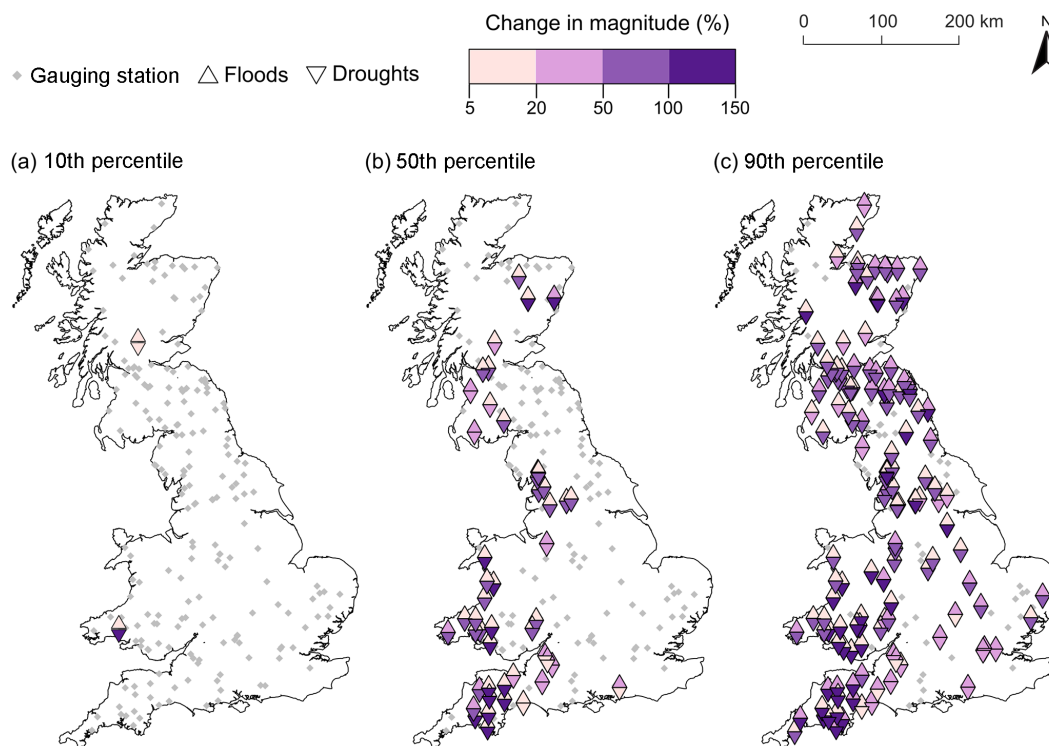 Change in magnitude (%)
0 100 200 km
N
Gauging station Floods Droughts
5 20 50 100 150
(a) 10th percentile (b) 50th percentile (c) 90th percentile